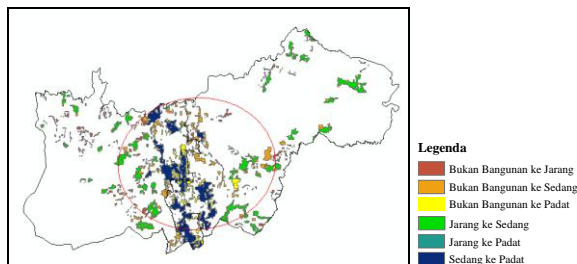 Legenda
Bukan Bangunan ke Jarang
Bukan Bangunan ke Sedang
Bukan Bangunan ke Padat
Jarang ke Sedang
Jarang ke Padat
Sedang ke Padat